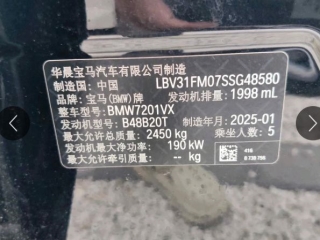 华晨宝马汽车有限公司制造
制造国: 中国 LBV31FM07SSG48580
品牌: 宝马(BMW)牌 发动机排量: 1998 mL
整车型号: BMW7201VX
发动机型号: B48B20T 制造年月: 2025-01
最大允许总质量: 2450 kg 乘坐人数: 5
发动机最大净功率: 190 kW
最大允许牵引质量: -- kg